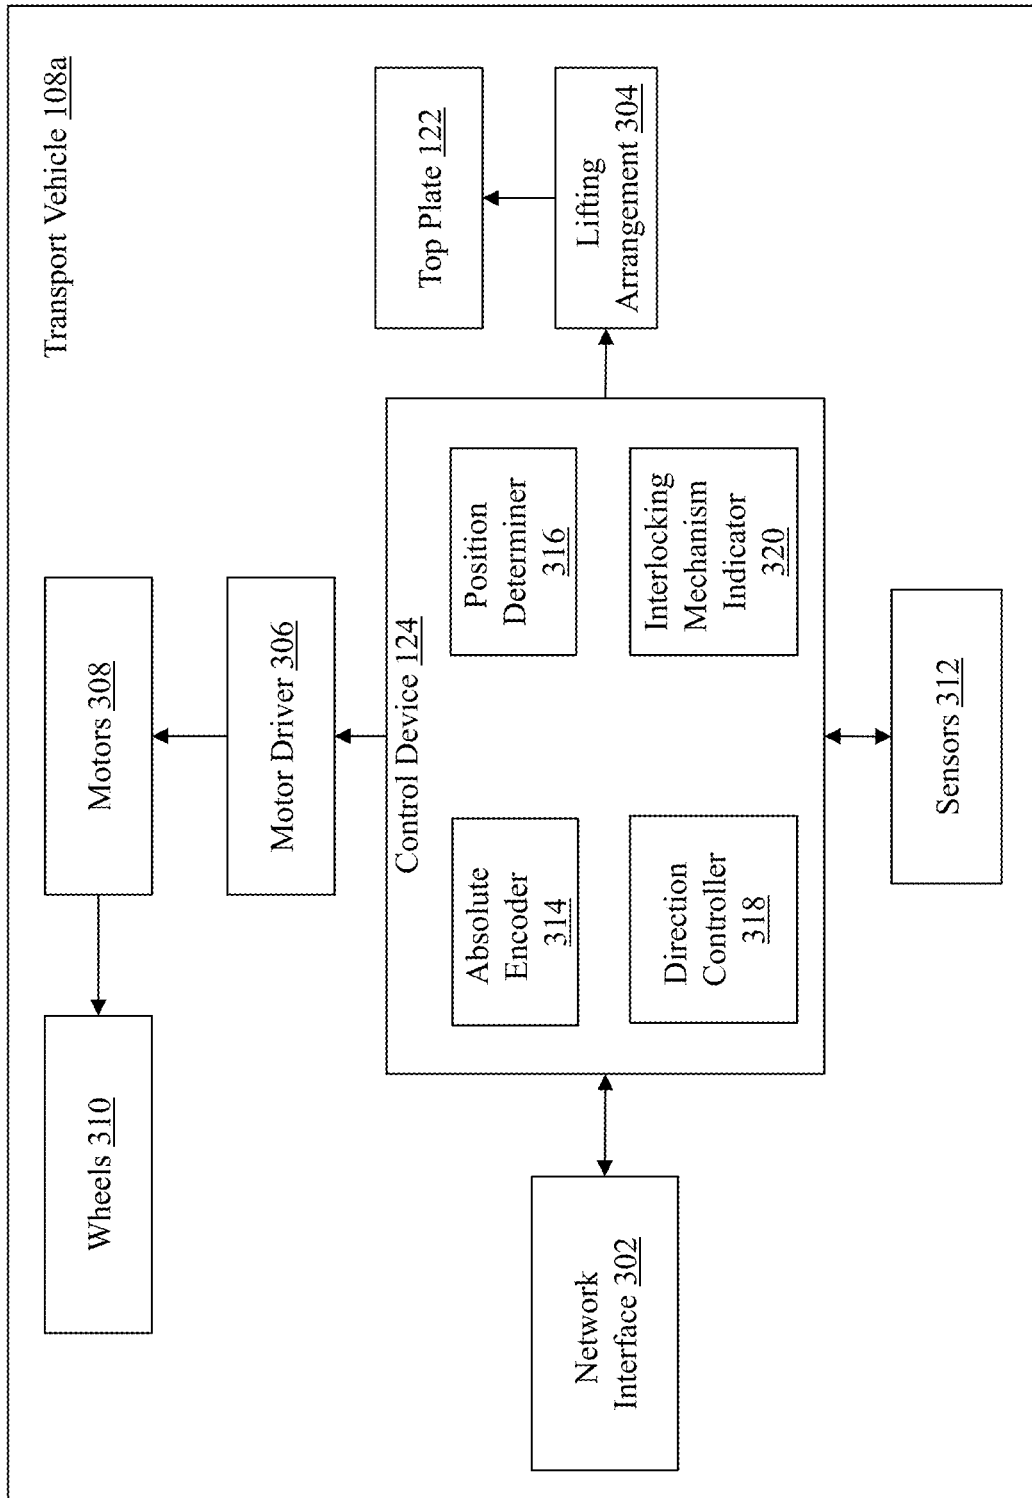 Transport Vehicle 108a
Wheels 310
Motors 308
Motor Driver 306
Top Plate 122
Control Device 124
Absolute
Encoder
314
Position
Determiner
316
Network
Interface 302
Direction
Controller
318
Interlocking
Mechanism
Indicator
320
Lifting
Arrangement 304
Sensors 312